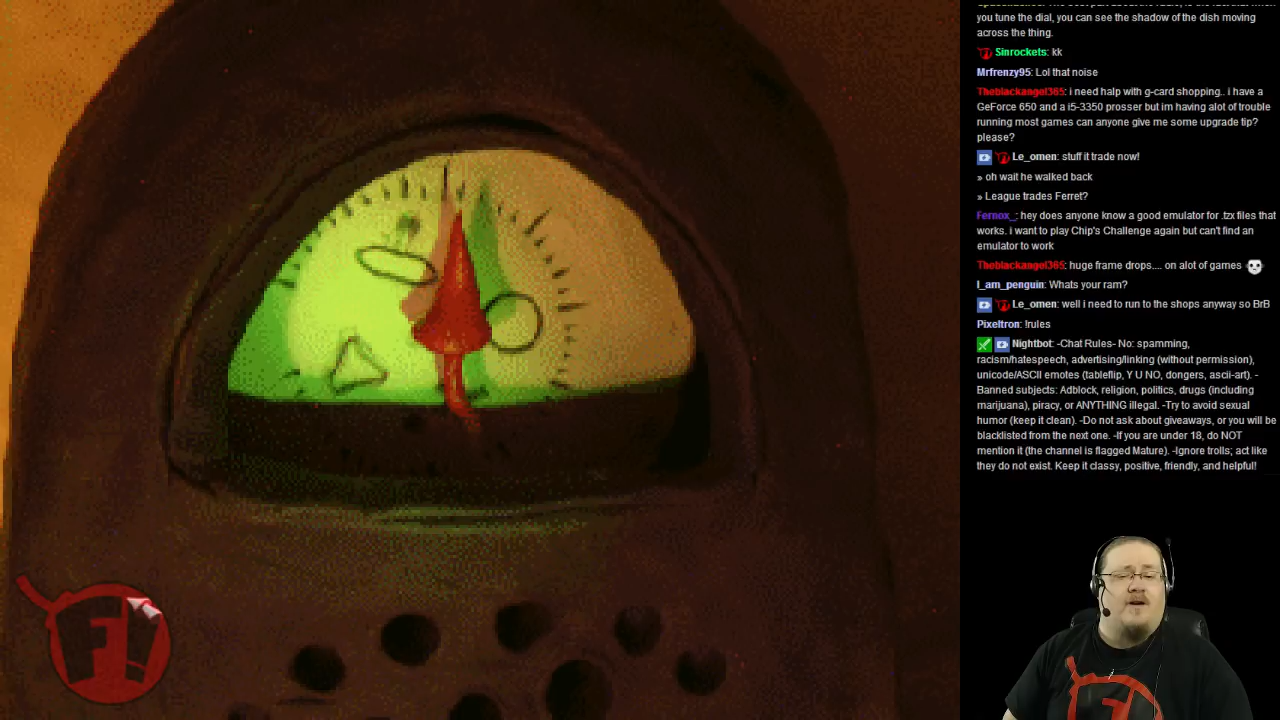 you tune the dial, you can see the shadow of the dish moving
across the thing.
Sinrockets: kk
Mrfrenzy95: Lol that noise
Theblackangel365: i need halp with g-card shopping.. i have a
GeForce 650 and a i5-3350 prosser but im having alot of trouble
running most games can anyone give me some upgrade tip?
please?
Le_omen: stuff it trade now!
» oh wait he walked back
» League trades Ferret?
Fernox_: hey does anyone know a good emulator for .tzx files that
works. i want to play Chip's Challenge again but can't find an
emulator to work
Theblackangel365: huge frame drops.... on alot of games
I_am_penguin: Whats your ram?
Le_omen: well i need to run to the shops anyway so BrB
Pixeltron: !rules
Nightbot: -Chat Rules- No: spamming,
racism/hatespeech, advertising/linking (without permission),
unicode/ASCII emotes (tableflip, Y U NO, dongers, ascii-art). -
Banned subjects: Adblock, religion, politics, drugs (including
marijuana), piracy, or ANYTHING illegal. -Try to avoid sexual
humor (keep it clean). -Do not ask about giveaways, or you will be
blacklisted from the next one. -If you are under 18, do NOT
mention it (the channel is flagged Mature). -Ignore trolls; act like
they do not exist. Keep it classy, positive, friendly, and helpful!